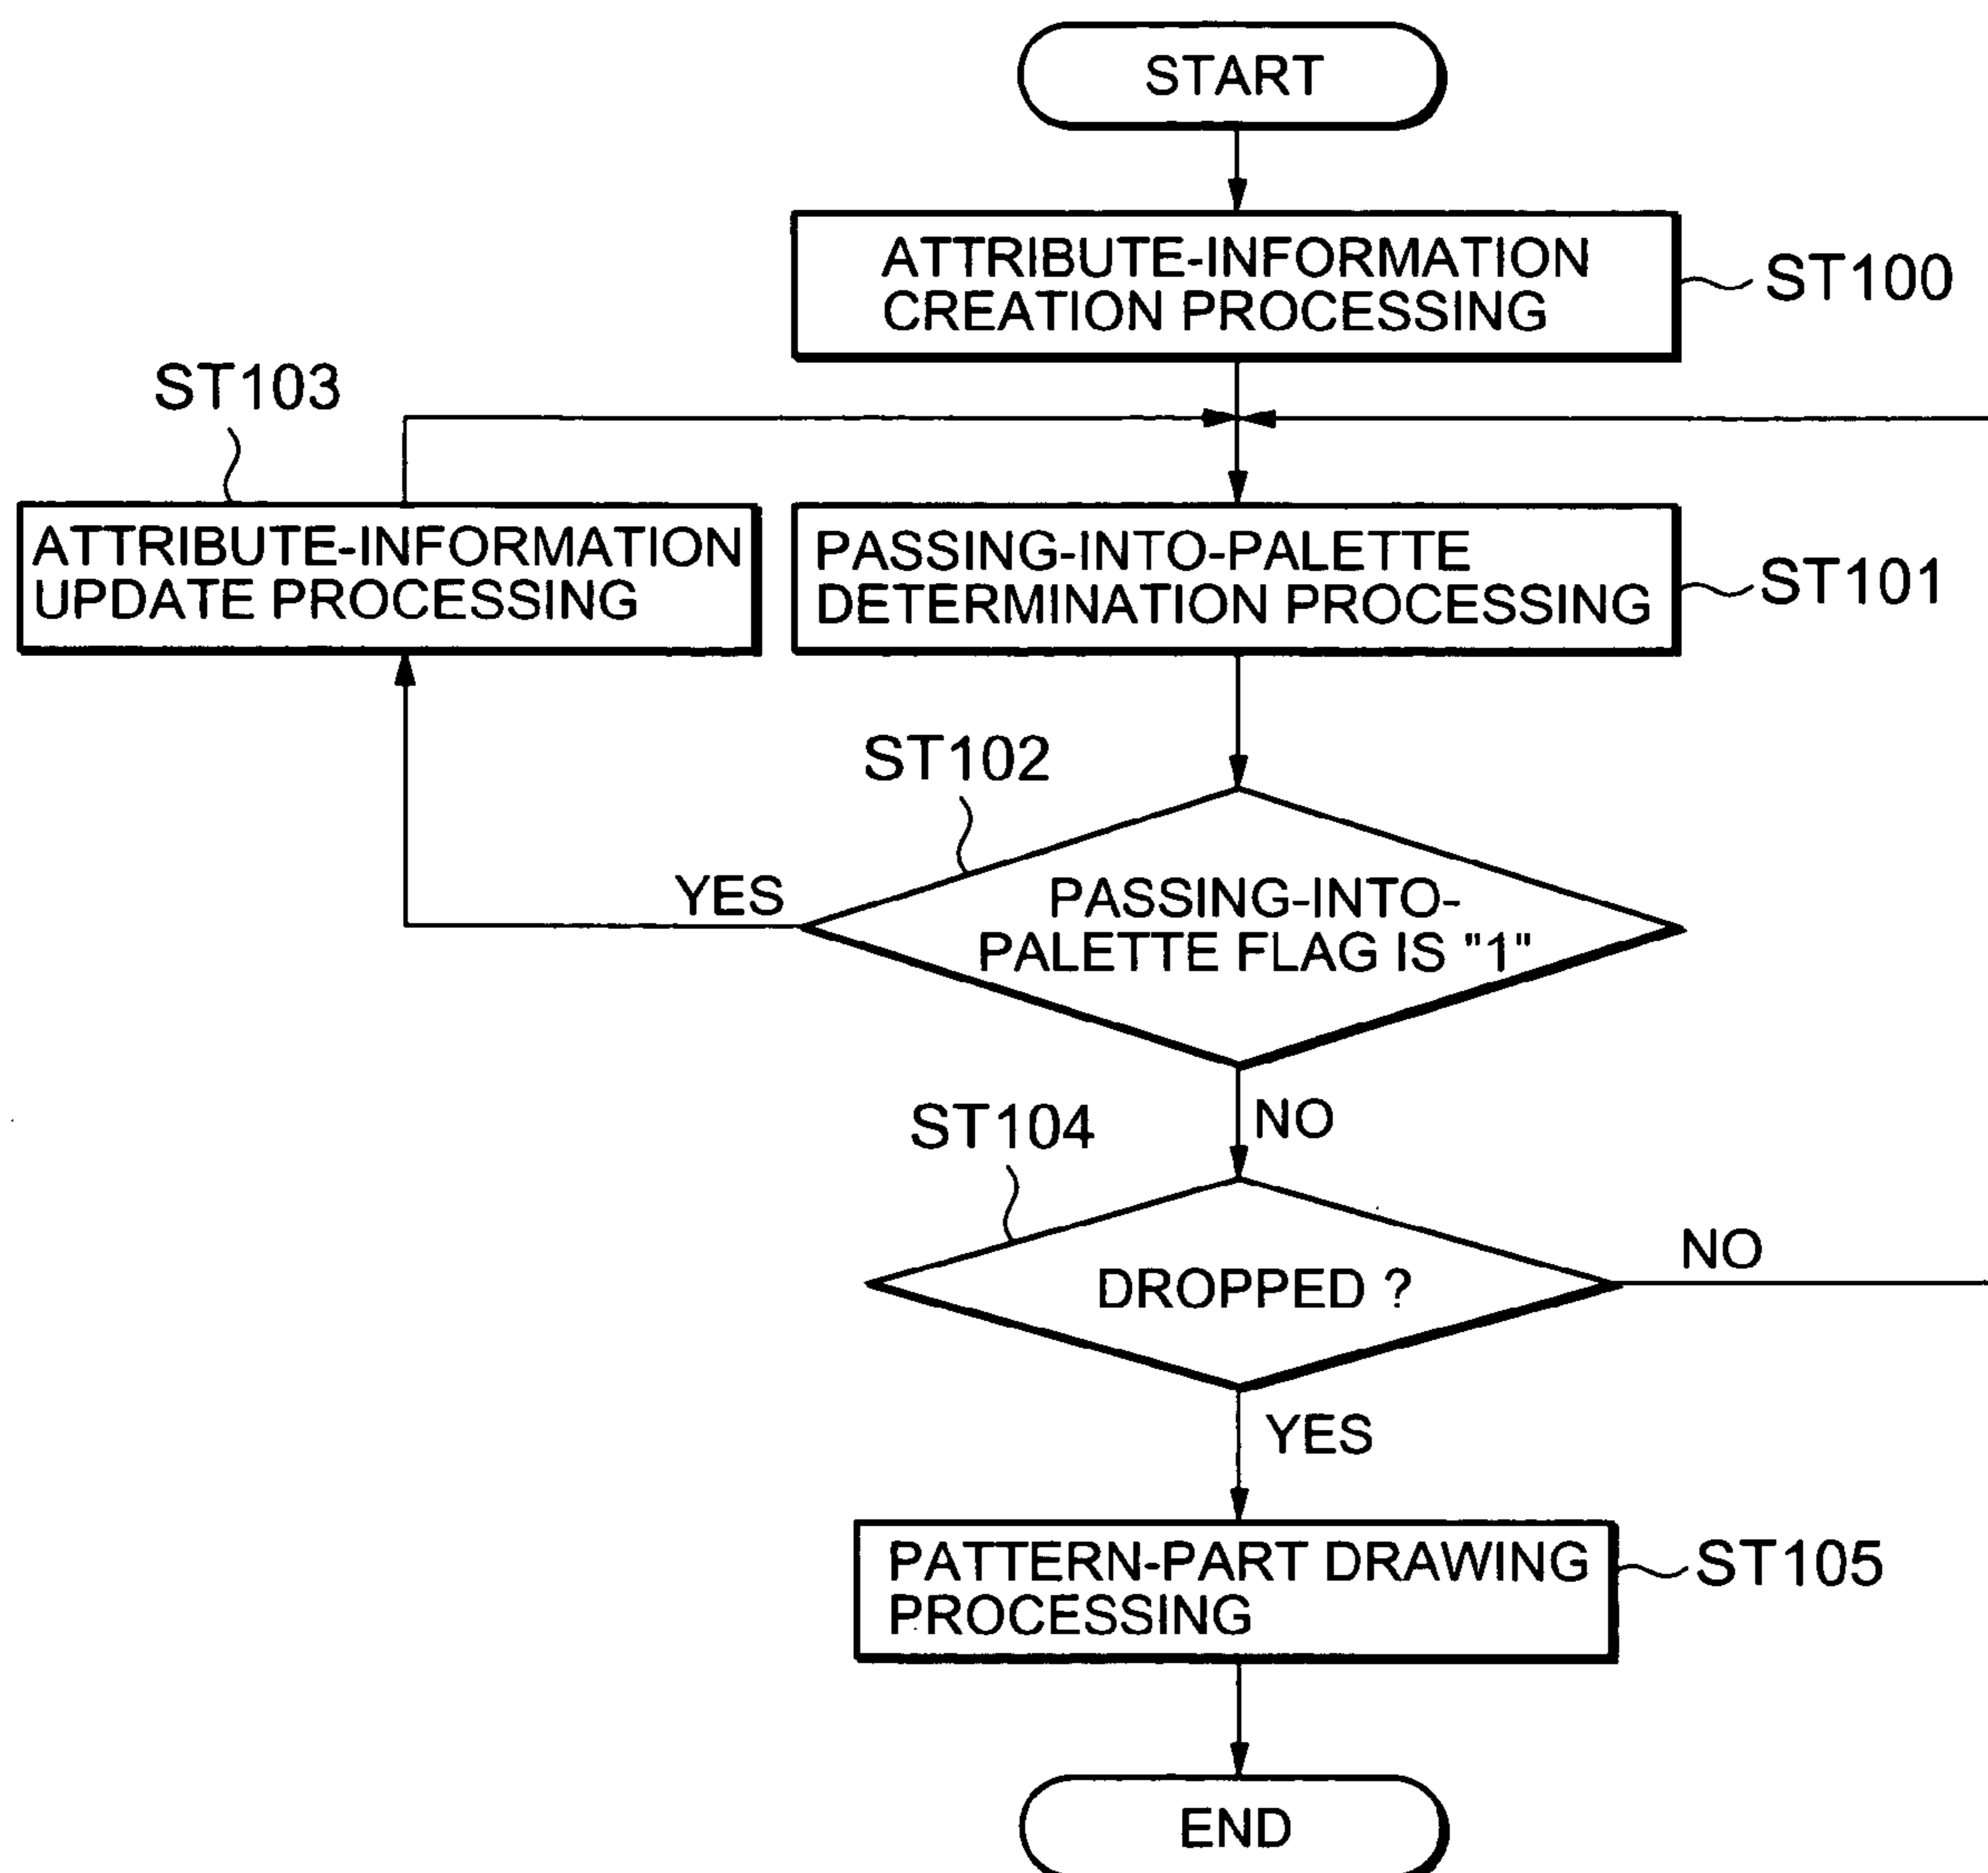 START
ATTRIBUTE-INFORMATION
CREATION PROCESSING
ST100
ST103
ATTRIBUTE-INFORMATION
UPDATE PROCESSING
PASSING-INTO-PALETTE
DETERMINATION PROCESSING
ST101
ST102
YES
PASSING-INTO-
PALETTE FLAG IS "1"
NO
ST104
DROPPED ?
NO
YES
PATTERN-PART DRAWING
PROCESSING
ST105
END